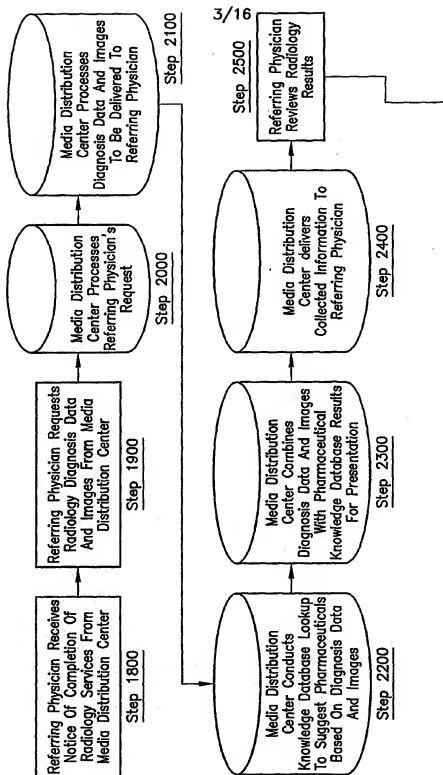 3/16
Referring Physician Receives
Notice Of Completion Of
Radiology Services From
Media Distribution Center
Step 1800
Referring Physician Requests
Radiology Diagnosis Data
And Images From Media
Distribution Center
Step 1900
Media Distribution
Center Processes
Referring Physician's
Request
Step 2000
Media Distribution
Center Processes
Diagnosis Data And Images
To Be Delivered To
Referring Physician
Step 2100
Media Distribution
Center Conducts
Knowledge Database Lookup
To Suggest Pharmaceuticals
Based On Diagnosis Data
And Images
Step 2200
Media Distribution
Center Combines
Diagnosis Data And Images
With Pharmaceutical
Knowledge Database Results
For Presentation
Step 2300
Media Distribution
Center delivers
Collected Information To
Referring Physician
Step 2400
Referring Physician
Reviews Radiology
Results
Step 2500